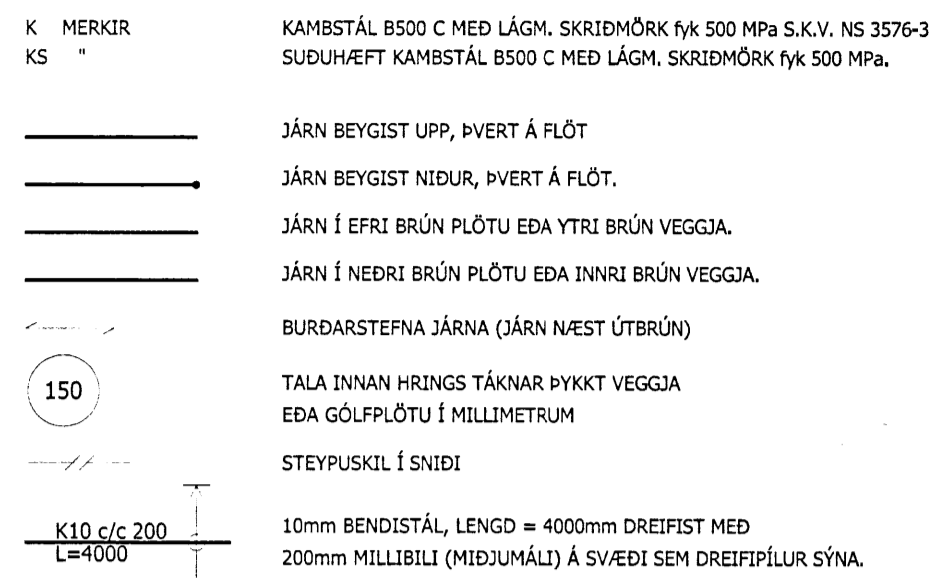 K MERKIR KAMBSTÁL B500 C MEÐ LÁGM. SKRIÐMÖRK fyk 500 MPa S.K.V. NS 3576-3
KS " SUÐUHÆFT KAMBSTÁL B500 C MEÐ LÁGM. SKRIÐMÖRK fyk 500 MPa.
JÁRN BEYGIST UPP, ÞVERT Á FLÖT
JÁRN BEYGIST NIÐUR, ÞVERT Á FLÖT.
JÁRN Í EFRI BRÚN PLÖTU EÐA YTRI BRÚN VEGGJA.
JÁRN Í NEÐRI BRÚN PLÖTU EÐA INNRI BRÚN VEGGJA.
BURÐARSTEFNA JÁRNA (JÁRN NÆST ÚTBRÚN)
150 TALA INNAN HRINGS TÁKNAR ÞYKKT VEGGJA
EÐA GÓLFPLÖTU Í MILLIMETRUM
STEYPUSKIL Í SNIÐI
K10 c/c 200 10mm BENDISTÁL, LENGD = 4000mm DREIFIST MEÐ
L=4000 200mm MILLIBILI (MIÐJUMÁLI) Á SVÆÐI SEM DREIFIPÍLUR SÝNA.